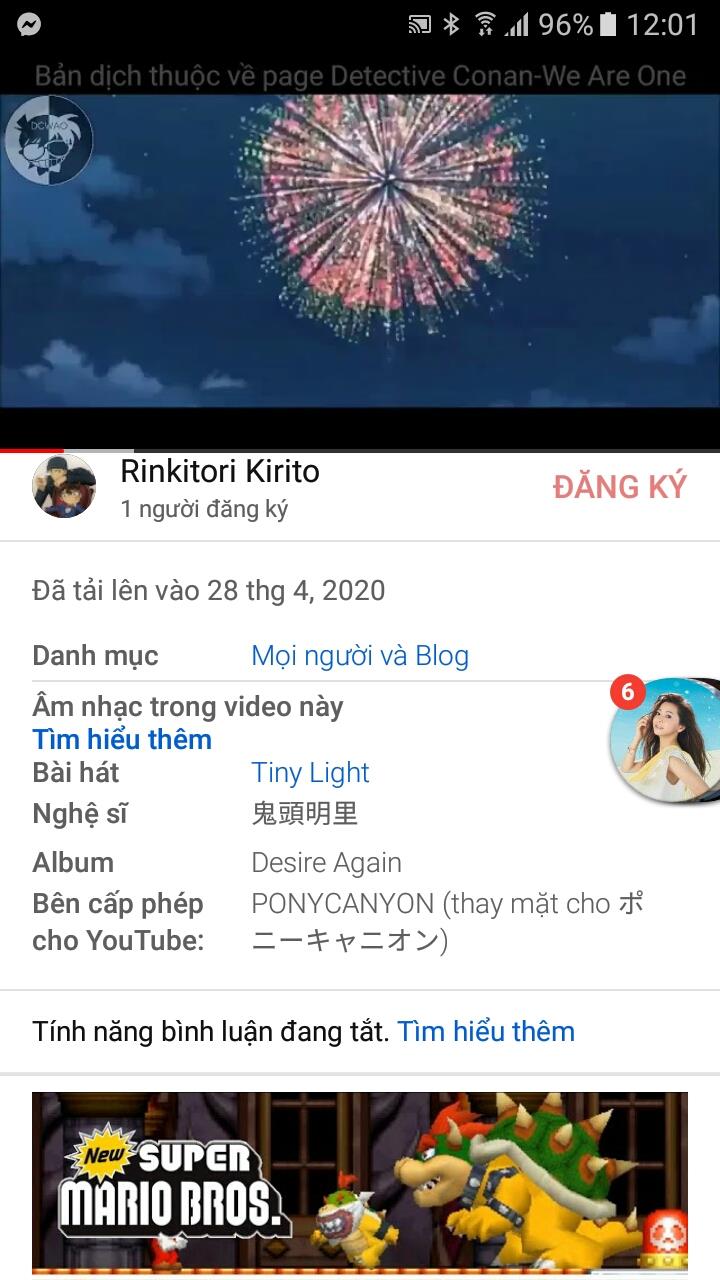 96% 12:01
Bản dịch thuộc về page Detective Conan-We Are One
DCWAO
Rinkitori Kirito
ĐĂNG KÝ
1 người đăng ký
Đã tải lên vào 28 thg 4, 2020
Danh mục Mọi người và Blog
Âm nhạc trong video này
6
Tìm hiểu thêm
Bài hát Tiny Light
Nghệ sĩ 鬼頭明里
Album Desire Again
Bên cấp phép PONYCANYON (thay mặt cho ポ
cho YouTube: ニーキャニオン)
Tính năng bình luận đang tắt. Tìm hiểu thêm
New SUPER
MARIO BROS.